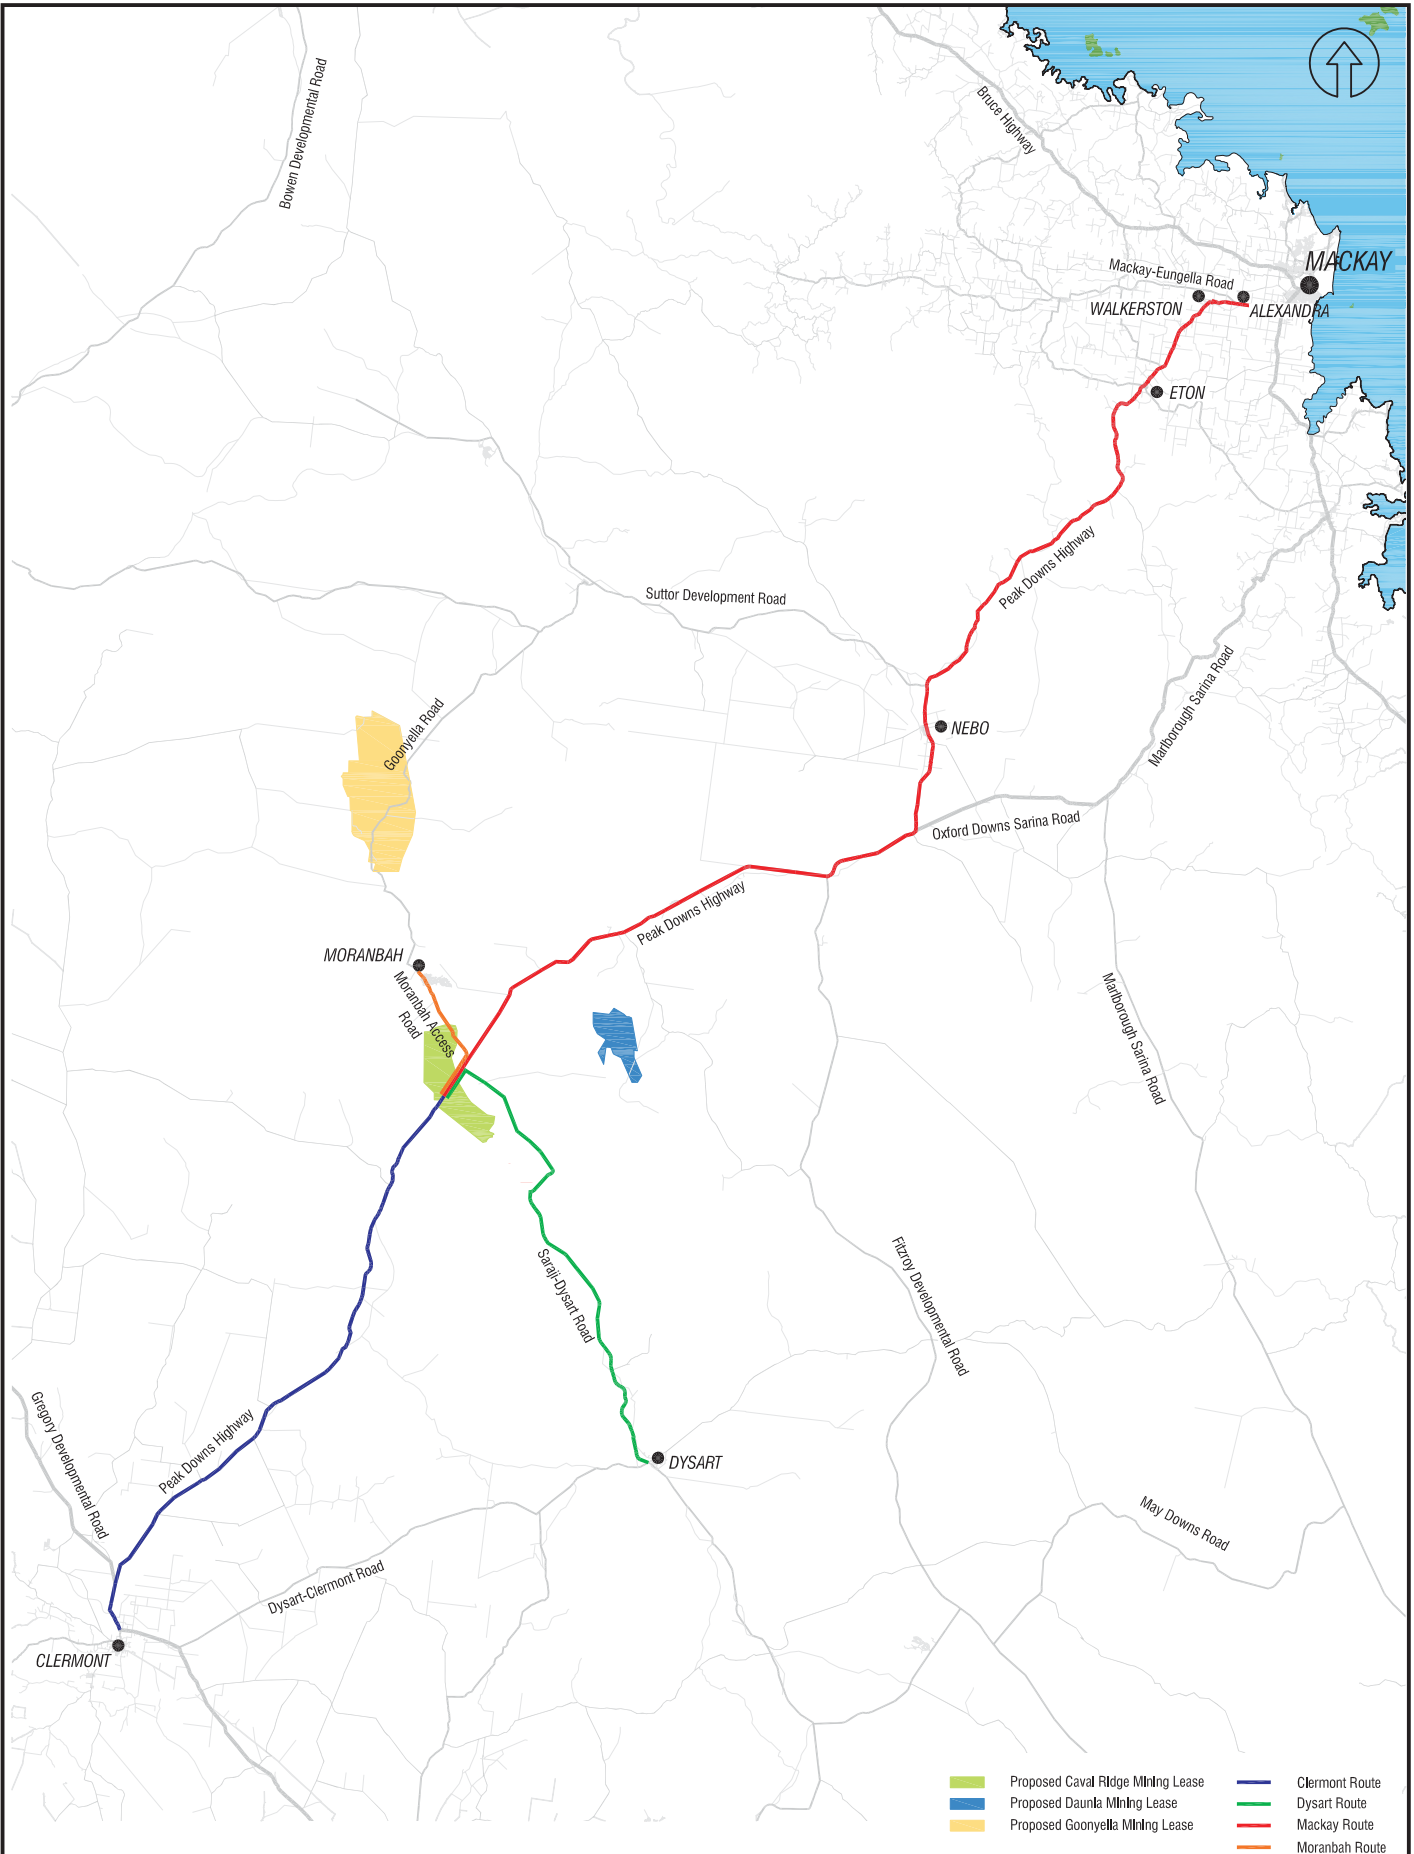 Bowen Developmental Road
Bruce Highway
MACKAY
Mackay-Eungella Road
WALKERSTON
ALEXANDRA
ETON
Peak Downs Highway
Suttor Development Road
Marlborough Sarina Road
Goonyella Road
NEBO
Oxford Downs Sarina Road
Peak Downs Highway
MORANBAH
Moranbah Access
Road
Marlborough Sarina Road
Saraji-Dysart Road
Fitzroy Developmental Road
Gregory Developmental Road
Peak Downs Highway
DYSART
May Downs Road
Dysart-Clermont Road
CLERMONT
Proposed Caval Ridge Mining Lease
Proposed Daunia Mining Lease
Proposed Goonyella Mining Lease
Clermont Route
Dysart Route
Mackay Route
Moranbah Route